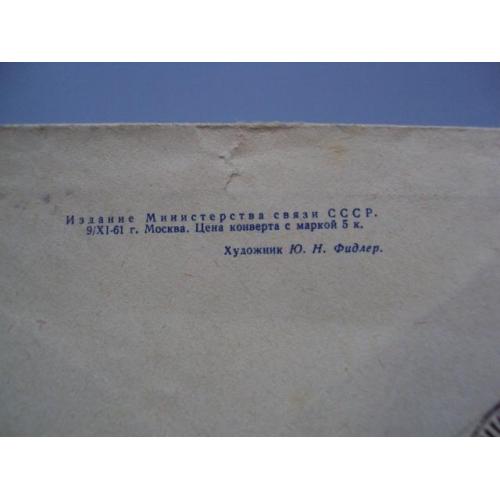 Издание Министерства связи СССР.
9/XI-61 г. Москва. Цена конверта с маркой 5 к.
Художник Ю. Н. Фидлер.